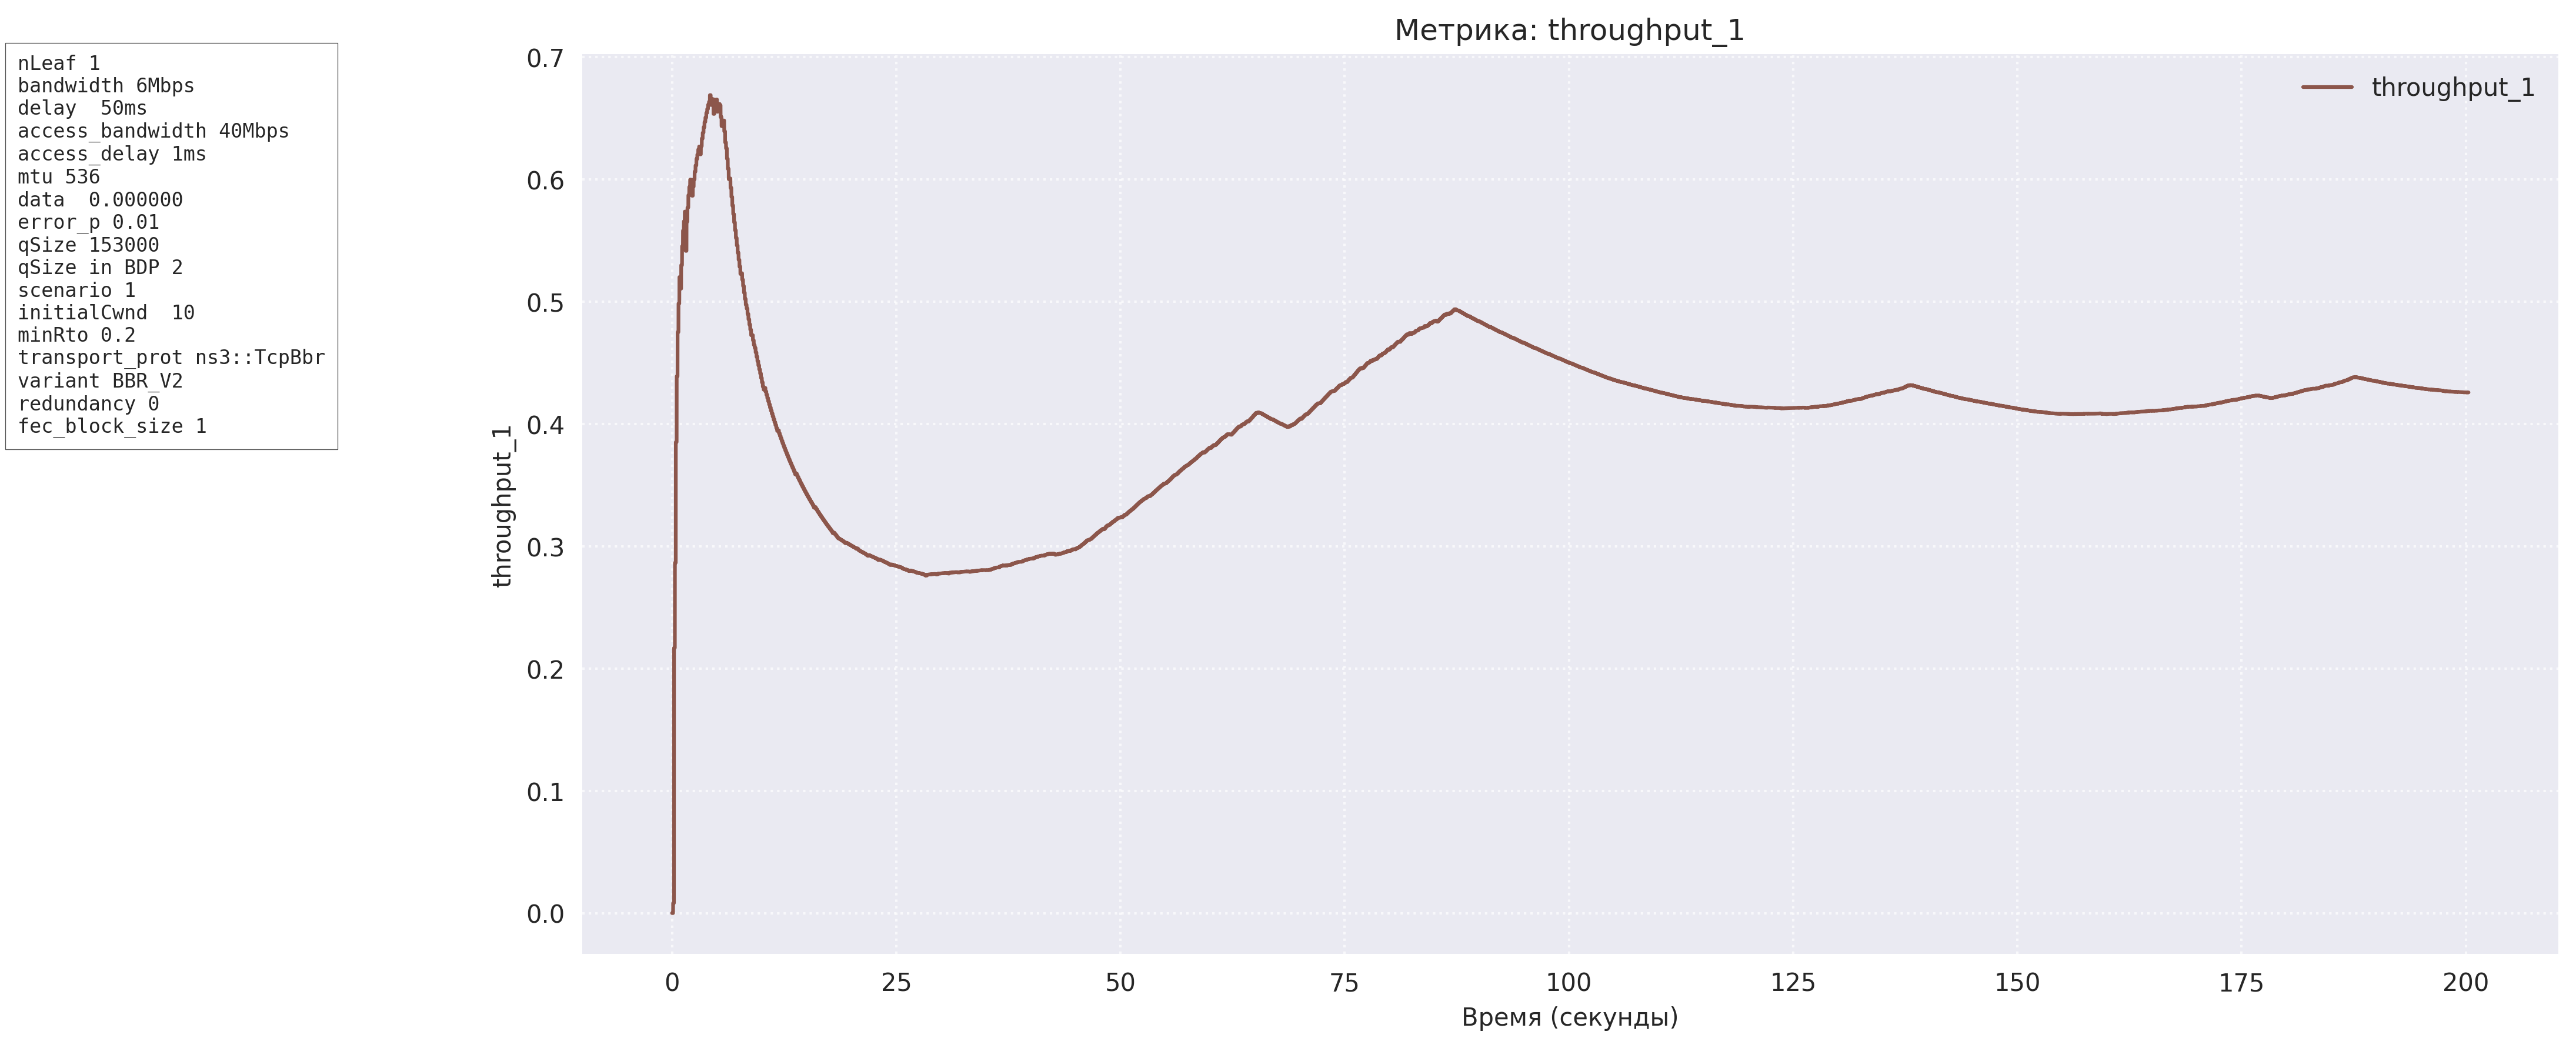 Метрика: throughput_1
nLeaf 1
bandwidth 6Mbps
delay  50ms
access_bandwidth 40Mbps
access_delay 1ms
mtu 536
data  0.000000
error_p 0.01
qSize 153000
qSize in BDP 2
scenario 1
initialCwnd  10
minRto 0.2
transport_prot ns3::TcpBbr
variant BBR_V2
redundancy 0
fec_block_size 1
throughput_1
throughput_1
0.7
0.6
0.5
0.4
0.3
0.2
0.1
0.0
0 25 50 75 100 125 150 175 200
Время (секунды)